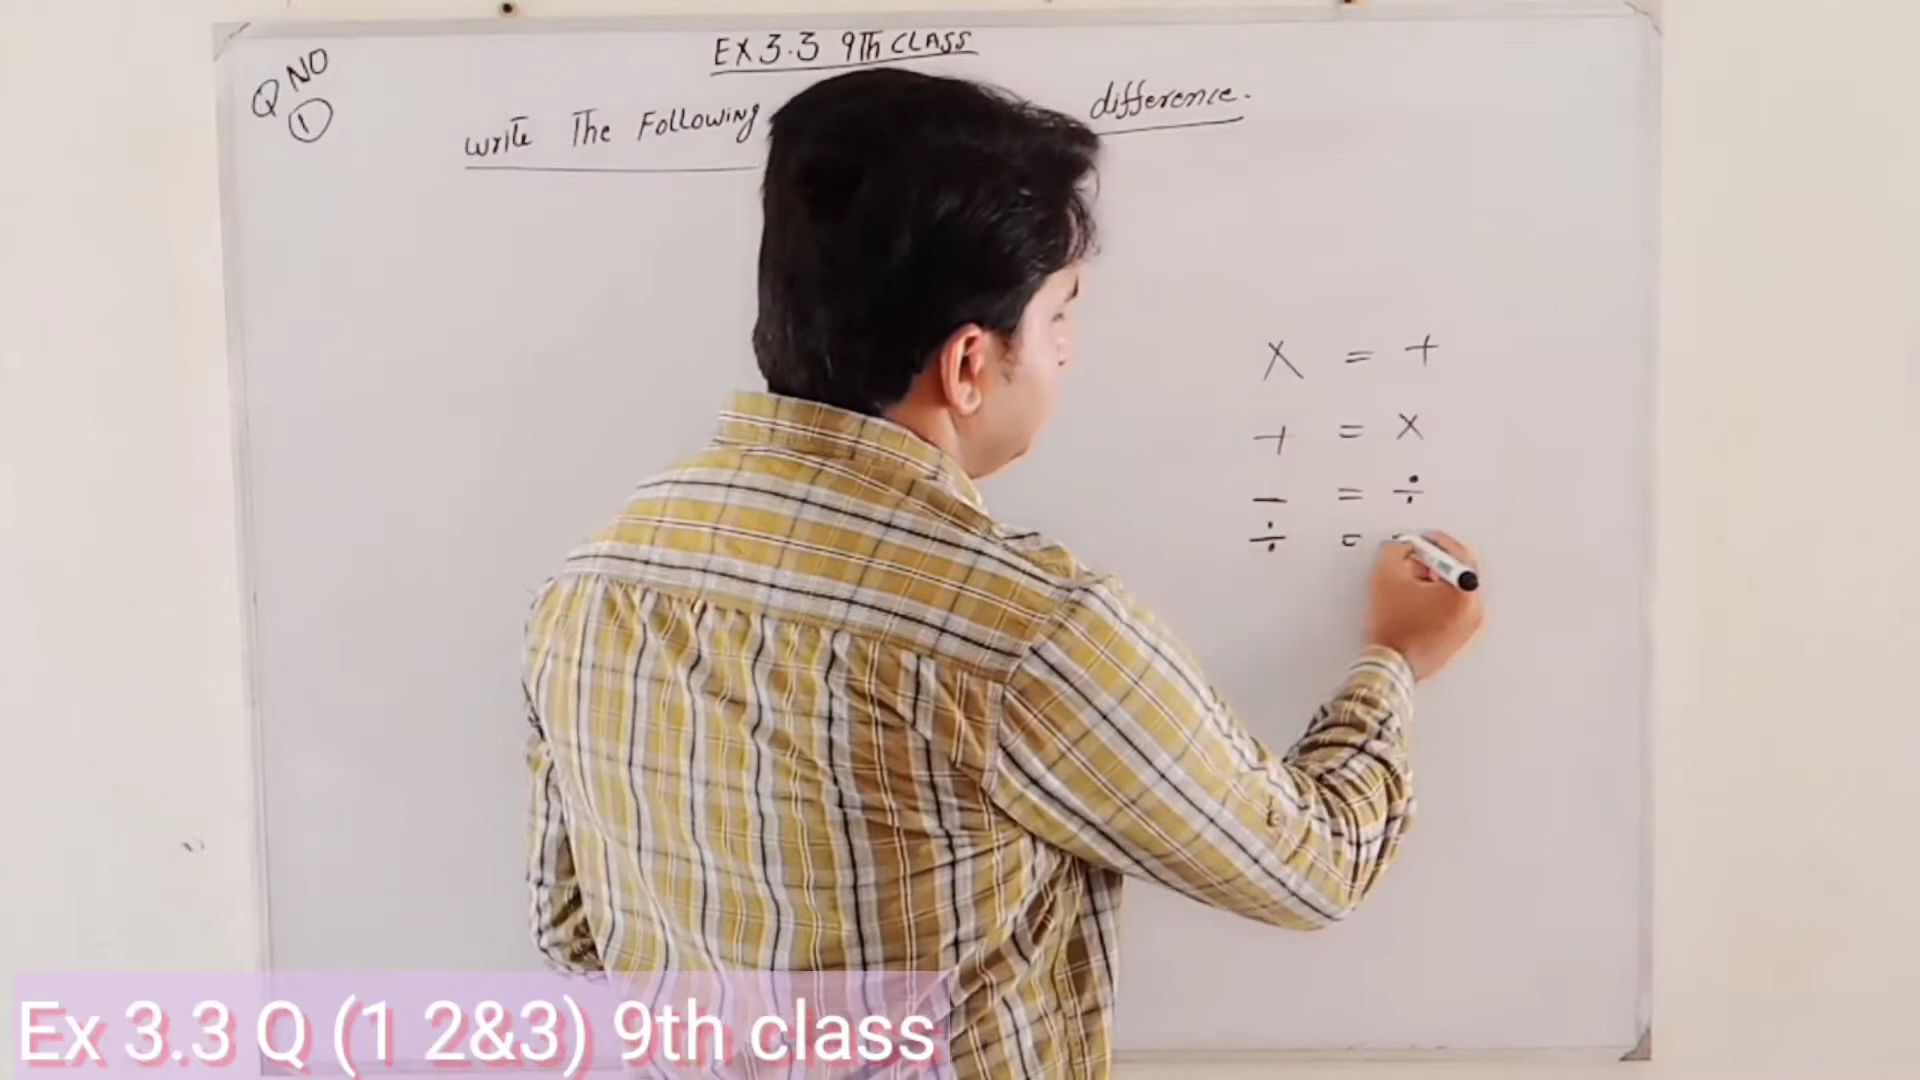 EX 3.3 9Th CLASS
Q NO
1
write The Following difference.
× = +
+ = ×
– = ÷
÷ =
Ex 3.3 Q (1 2&3) 9th class